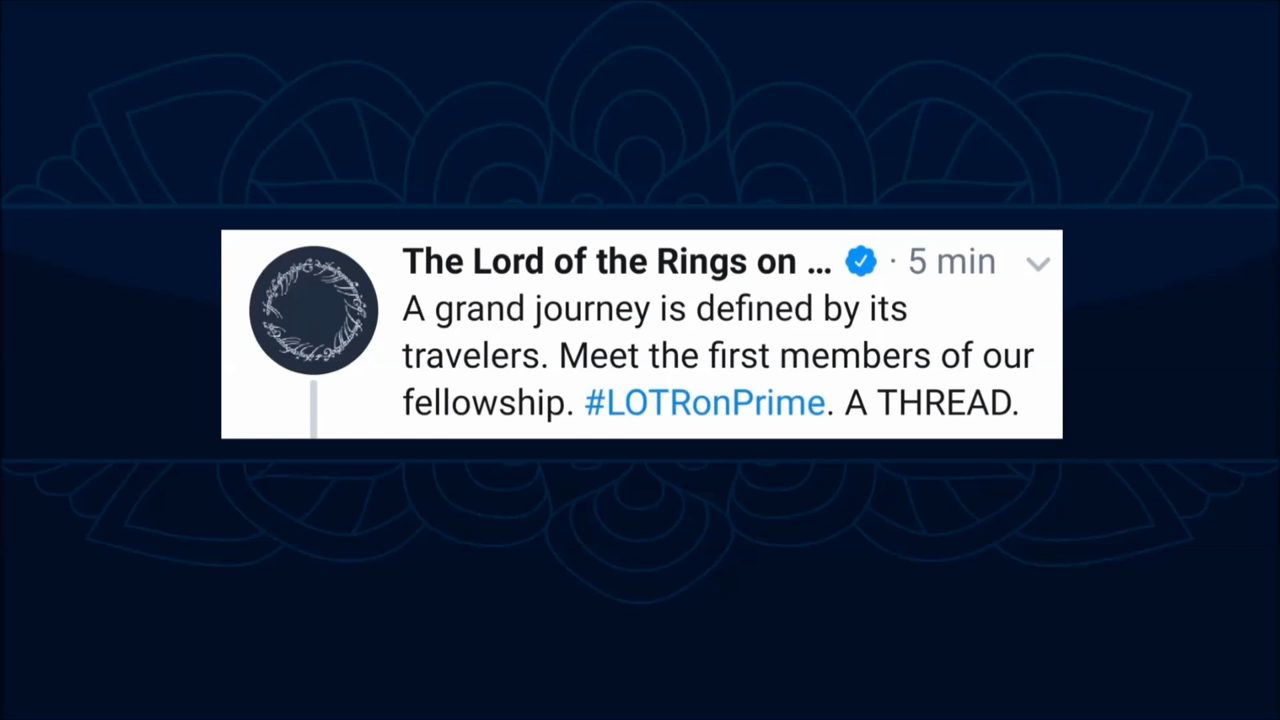 The Lord of the Rings on ... · 5 min
A grand journey is defined by its
travelers. Meet the first members of our
fellowship. #LOTRonPrime. A THREAD.